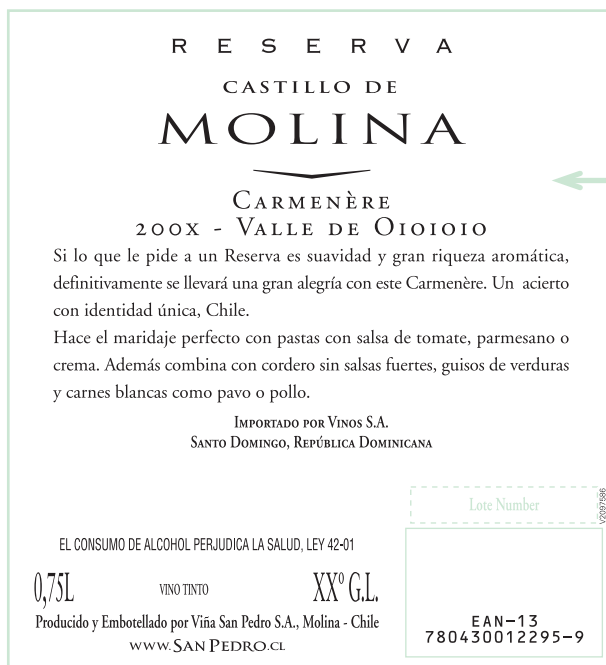 RESERVA
CASTILLO DE
MOLINA
CARMENÈRE
200X - VALLE DE OIOIOIO
Si lo que le pide a un Reserva es suavidad y gran riqueza aromática,
definitivamente se llevará una gran alegría con este Carmenère. Un acierto
con identidad única, Chile.
Hace el maridaje perfecto con pastas con salsa de tomate, parmesano o
crema. Además combina con cordero sin salsas fuertes, guisos de verduras
y carnes blancas como pavo o pollo.
IMPORTADO POR VINOS S.A.
SANTO DOMINGO, REPÚBLICA DOMINICANA
Lote Number
V2097586
EL CONSUMO DE ALCOHOL PERJUDICA LA SALUD, LEY 42-01
0,75L VINO TINTO XXº G.L.
Producido y Embotellado por Viña San Pedro S.A., Molina - Chile
WWW.SANPEDRO.CL
EAN-13
780430012295-9